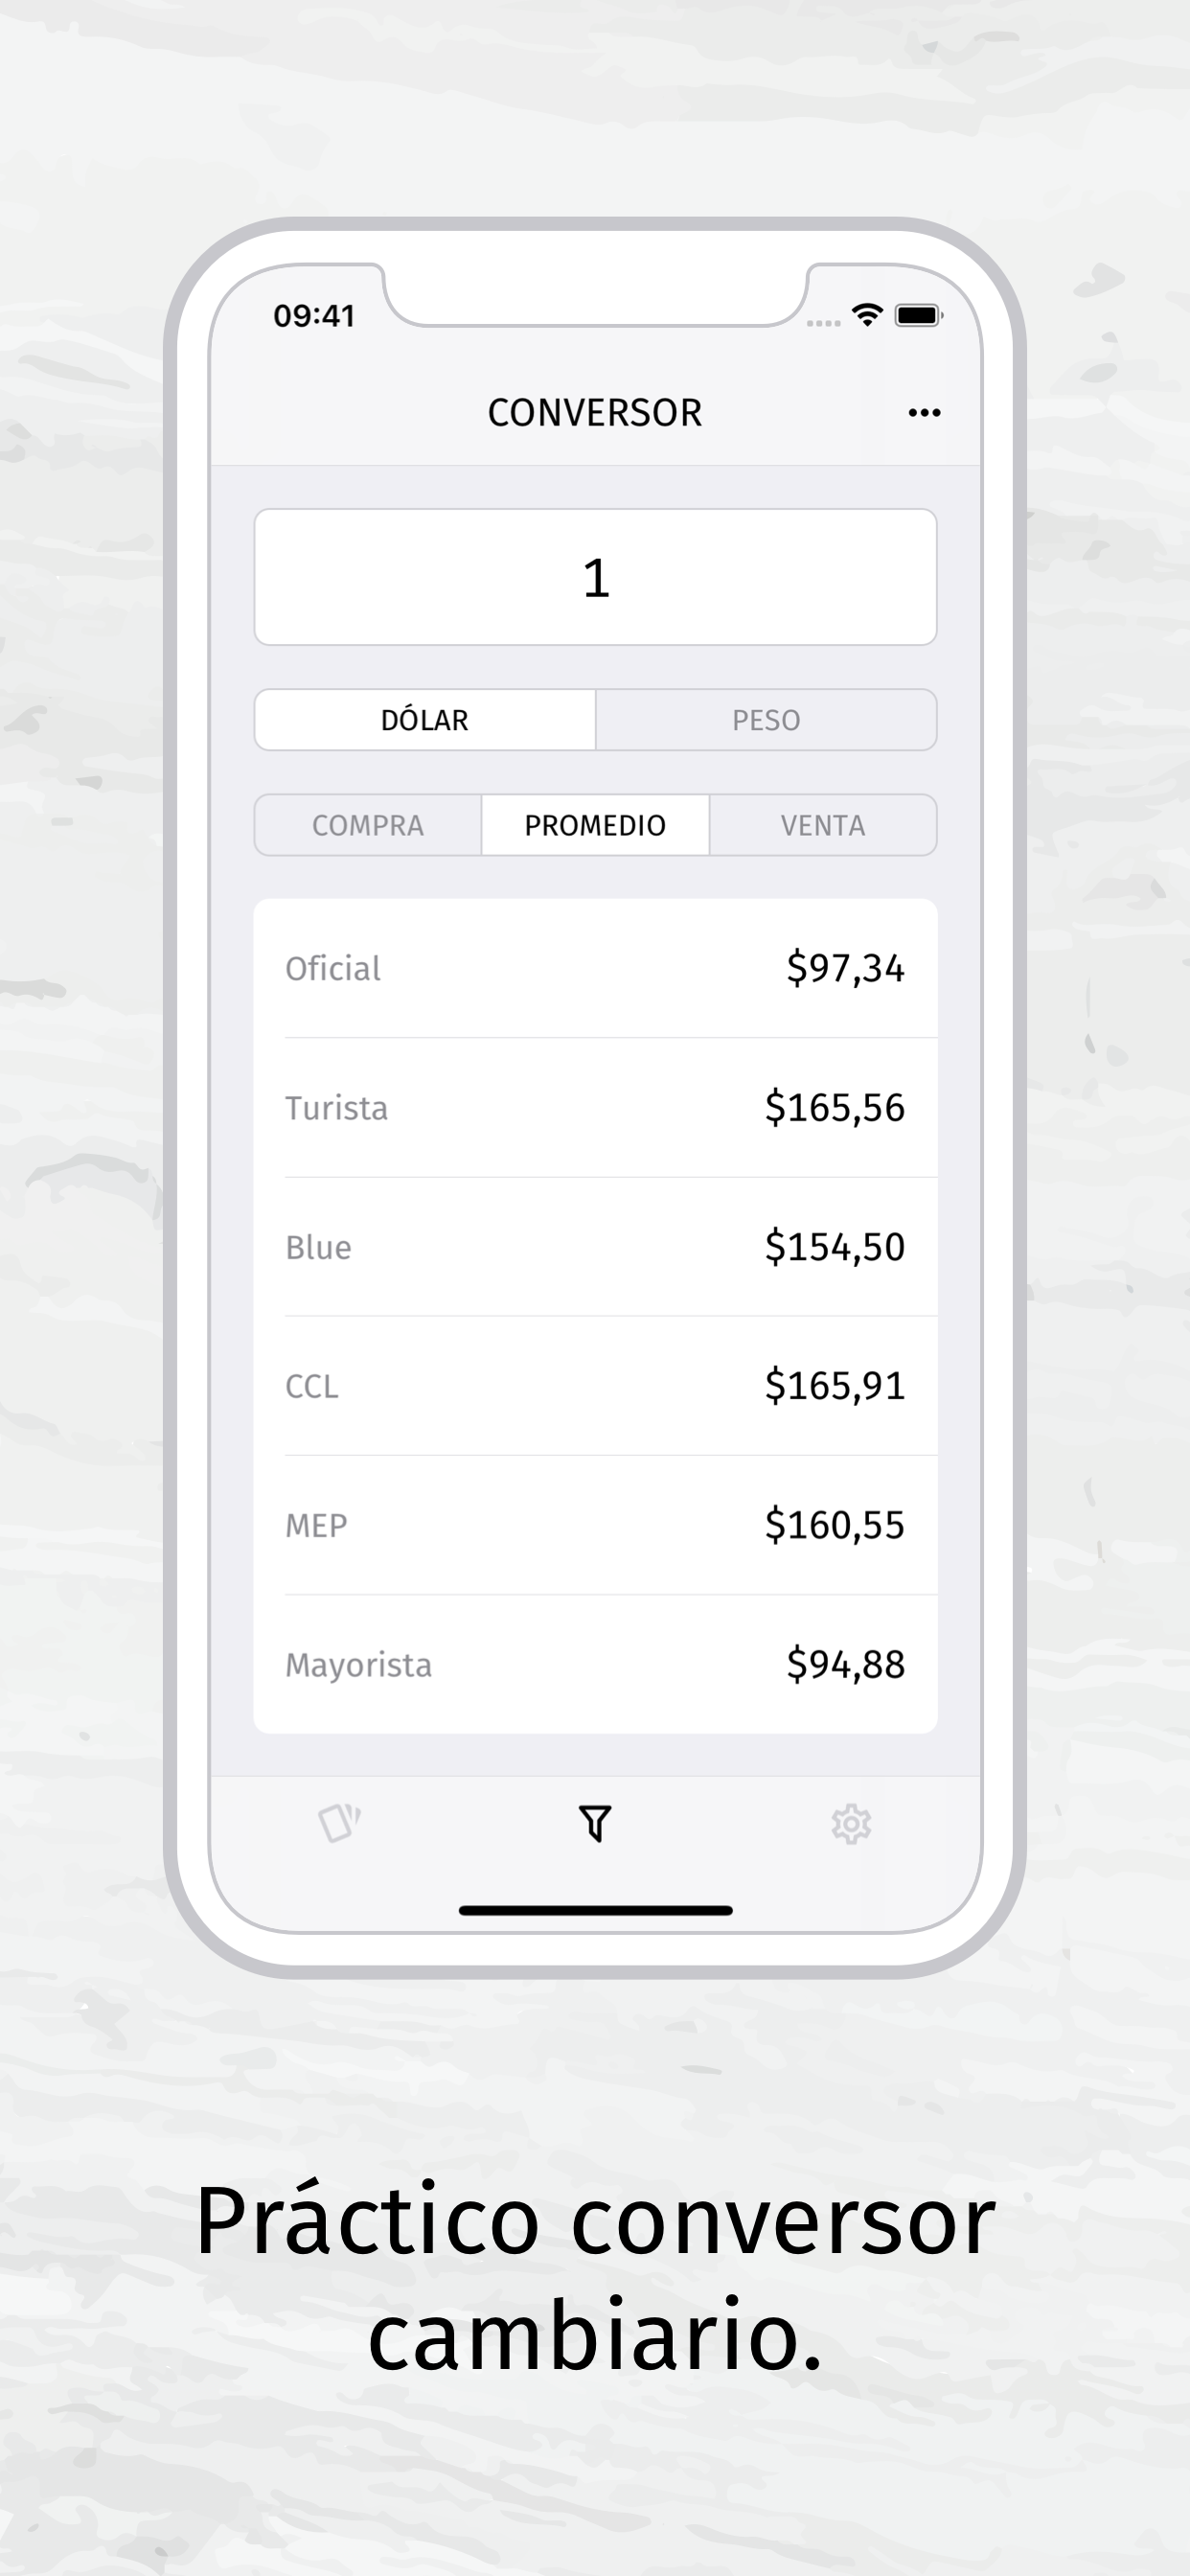 09:41
CONVERSOR
1
DÓLAR PESO
COMPRA PROMEDIO VENTA
Oficial $97,34
Turista $165,56
Blue $154,50
CCL $165,91
MEP $160,55
Mayorista $94,88
Práctico conversor
cambiario.